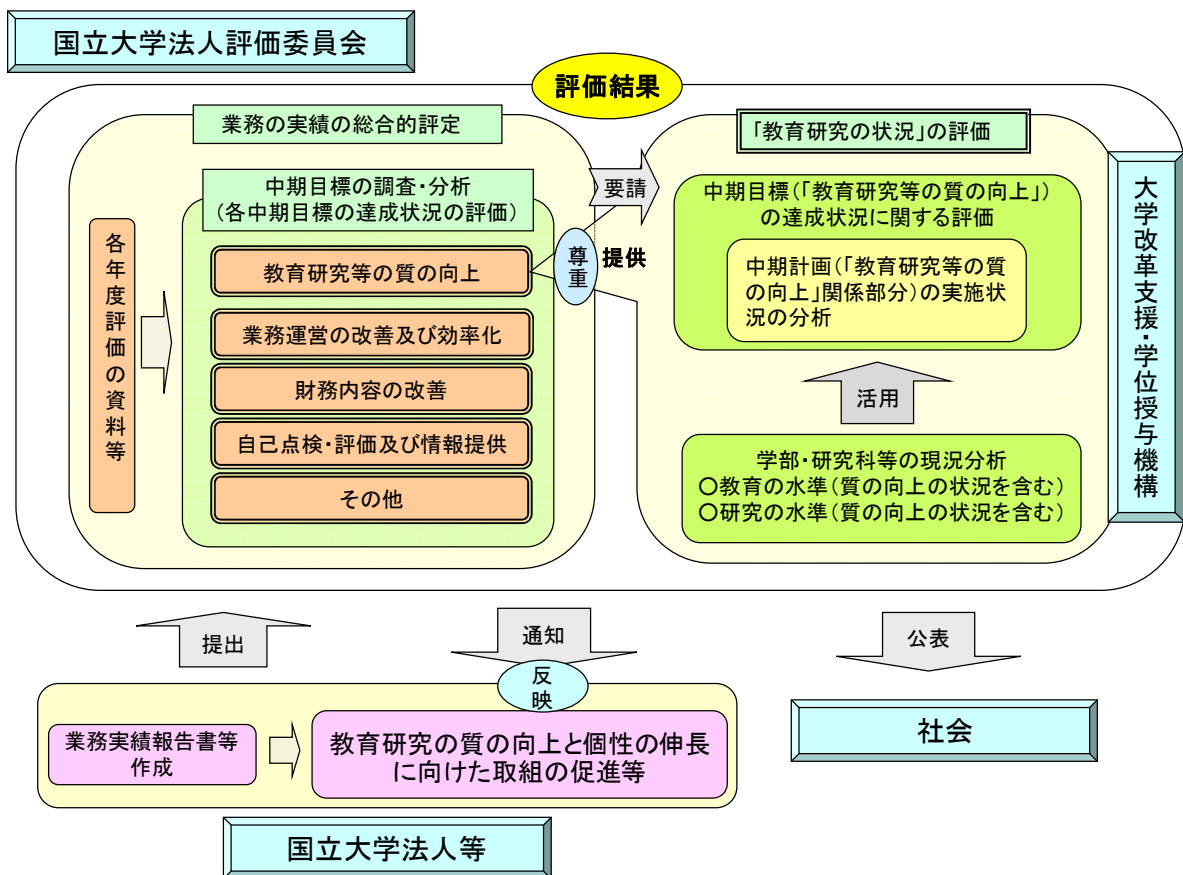 国立大学法人評価委員会
評価結果
業務の実績の総合的評定
「教育研究の状況」の評価
中期目標の調査・分析
(各中期目標の達成状況の評価)
各年度評価の資料等
教育研究等の質の向上
業務運営の改善及び効率化
財務内容の改善
自己点検・評価及び情報提供
その他
要請
尊重
提供
中期目標(「教育研究等の質の向上」)
の達成状況に関する評価
中期計画(「教育研究等の質
の向上」関係部分)の実施状
況の分析
活用
学部・研究科等の現況分析
○教育の水準(質の向上の状況を含む)
○研究の水準(質の向上の状況を含む)
大学改革支援・学位授与機構
提出
通知
公表
反映
業務実績報告書等
作成
教育研究の質の向上と個性の伸長
に向けた取組の促進等
社会
国立大学法人等